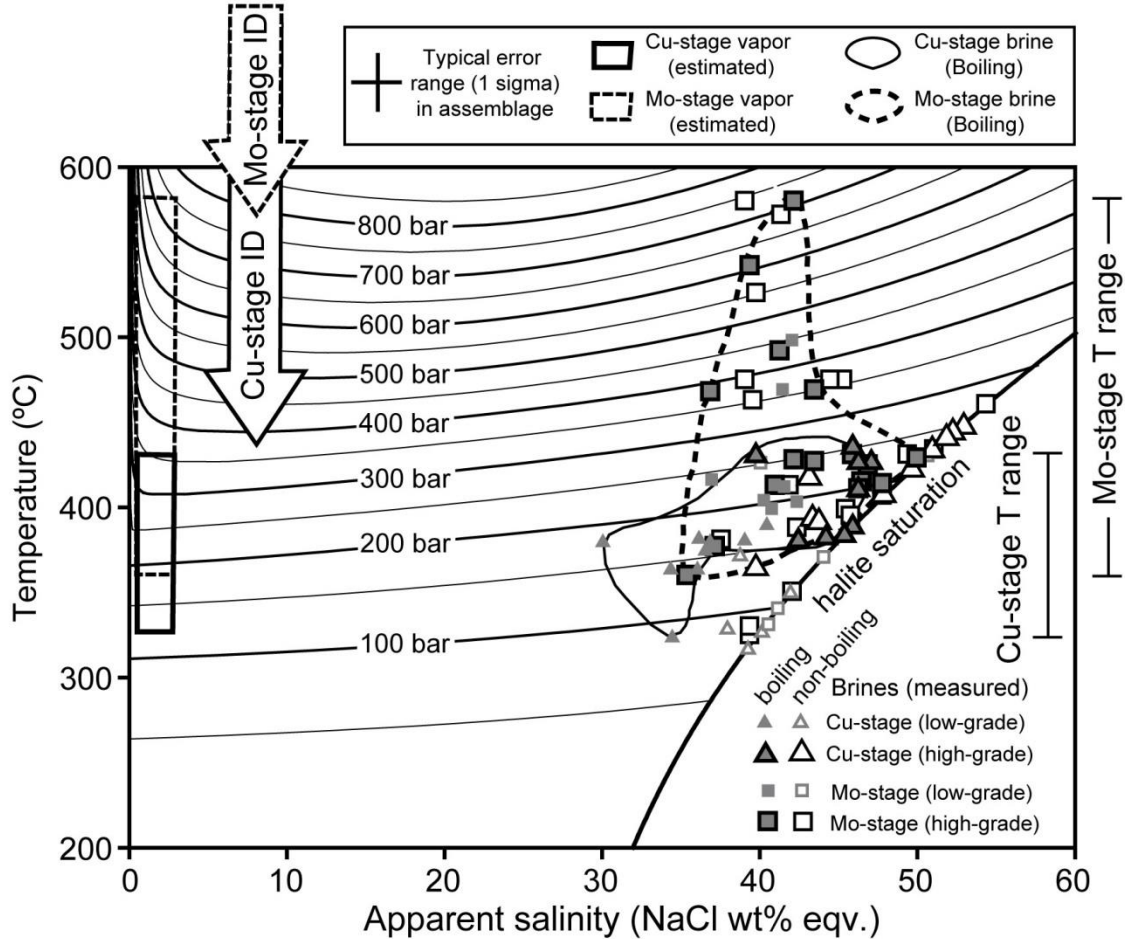 Mo-stage ID
Cu-stage ID
Typical error
range (1 sigma)
in assemblage
Cu-stage vapor
(estimated)
Mo-stage vapor
(estimated)
Cu-stage brine
(Boiling)
Mo-stage brine
(Boiling)
600
500
400
300
200
Temperature (ºC)
800 bar
700 bar
600 bar
500 bar
400 bar
300 bar
200 bar
100 bar
halite saturation
Mo-stage T range
Cu-stage T range
boiling
non-boiling
Brines (measured)
Cu-stage (low-grade)
Cu-stage (high-grade)
Mo-stage (low-grade)
Mo-stage (high-grade)
0
10
20
30
40
50
60
Apparent salinity (NaCl wt% eqv.)